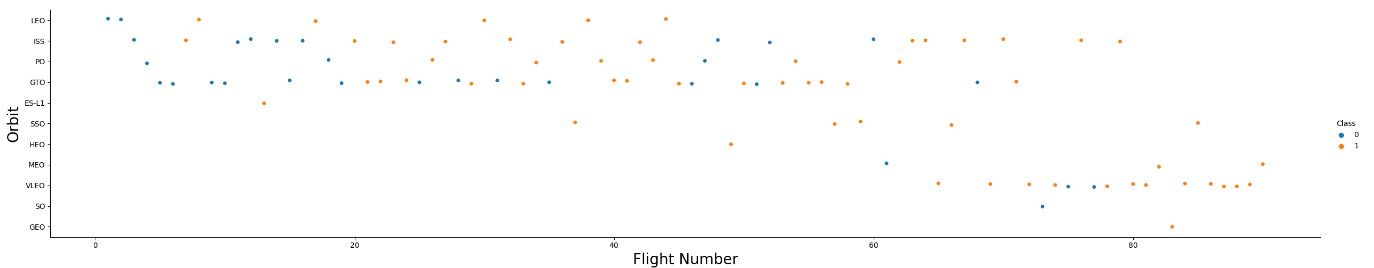 Orbit
LEO
ISS
PO
GTO
ES-L1
SSO
HEO
MEO
VLEO
SO
GEO
0
20
40
60
80
Flight Number
Class
0
1